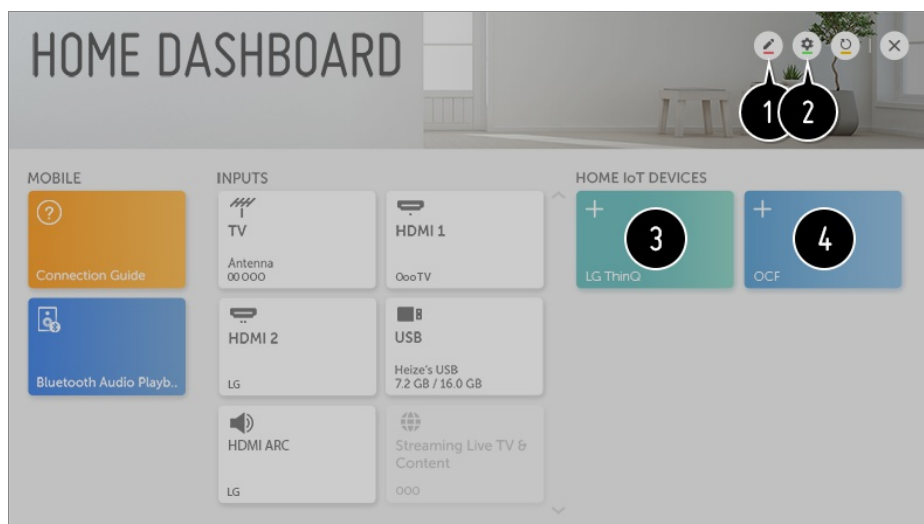 HOME DASHBOARD
1
2
MOBILE
INPUTS
HOME IoT DEVICES
?
Connection Guide
Bluetooth Audio Playb..
TV
Antenna
00 000
HDMI 1
OooTV
HDMI 2
LG
USB
Heize's USB
7.2 GB / 16.0 GB
HDMI ARC
LG
Streaming Live TV &
Content
000
+
3
LG ThinQ
+
4
OCF